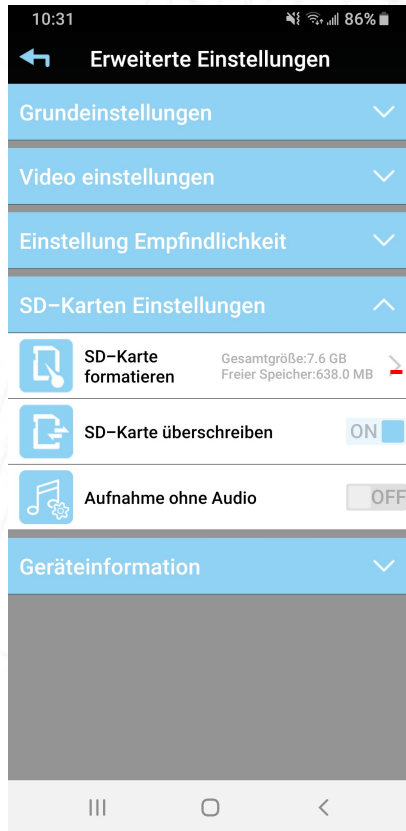 10:31
86%
Erweiterte Einstellungen
Grundeinstellungen
Video einstellungen
Einstellung Empfindlichkeit
SD-Karten Einstellungen
SD-Karte
formatieren
Gesamtgröße:7.6 GB
Freier Speicher:638.0 MB
SD-Karte überschreiben
ON
Aufnahme ohne Audio
OFF
Geräteinformation